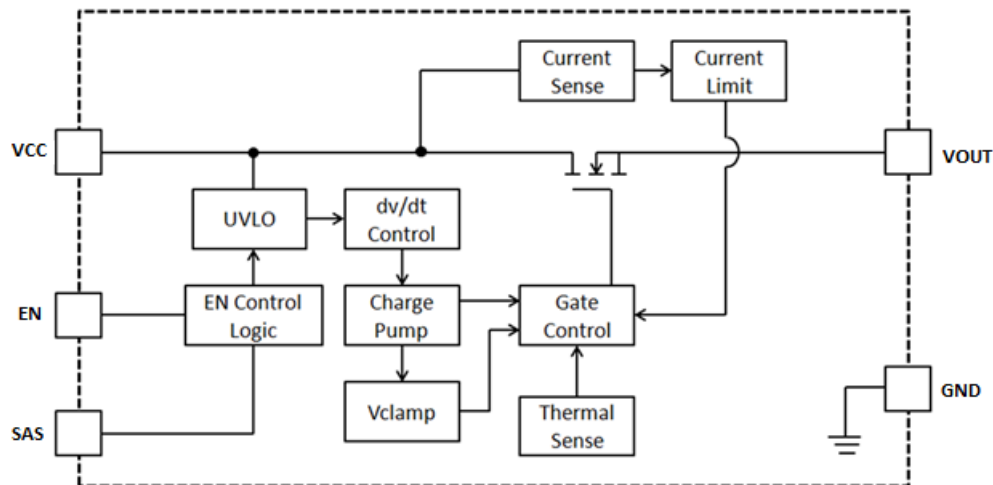 Current
Sense
Current
Limit
VCC
VOUT
UVLO
dv/dt
Control
EN
EN Control
Logic
Charge
Pump
Gate
Control
GND
SAS
Vclamp
Thermal
Sense